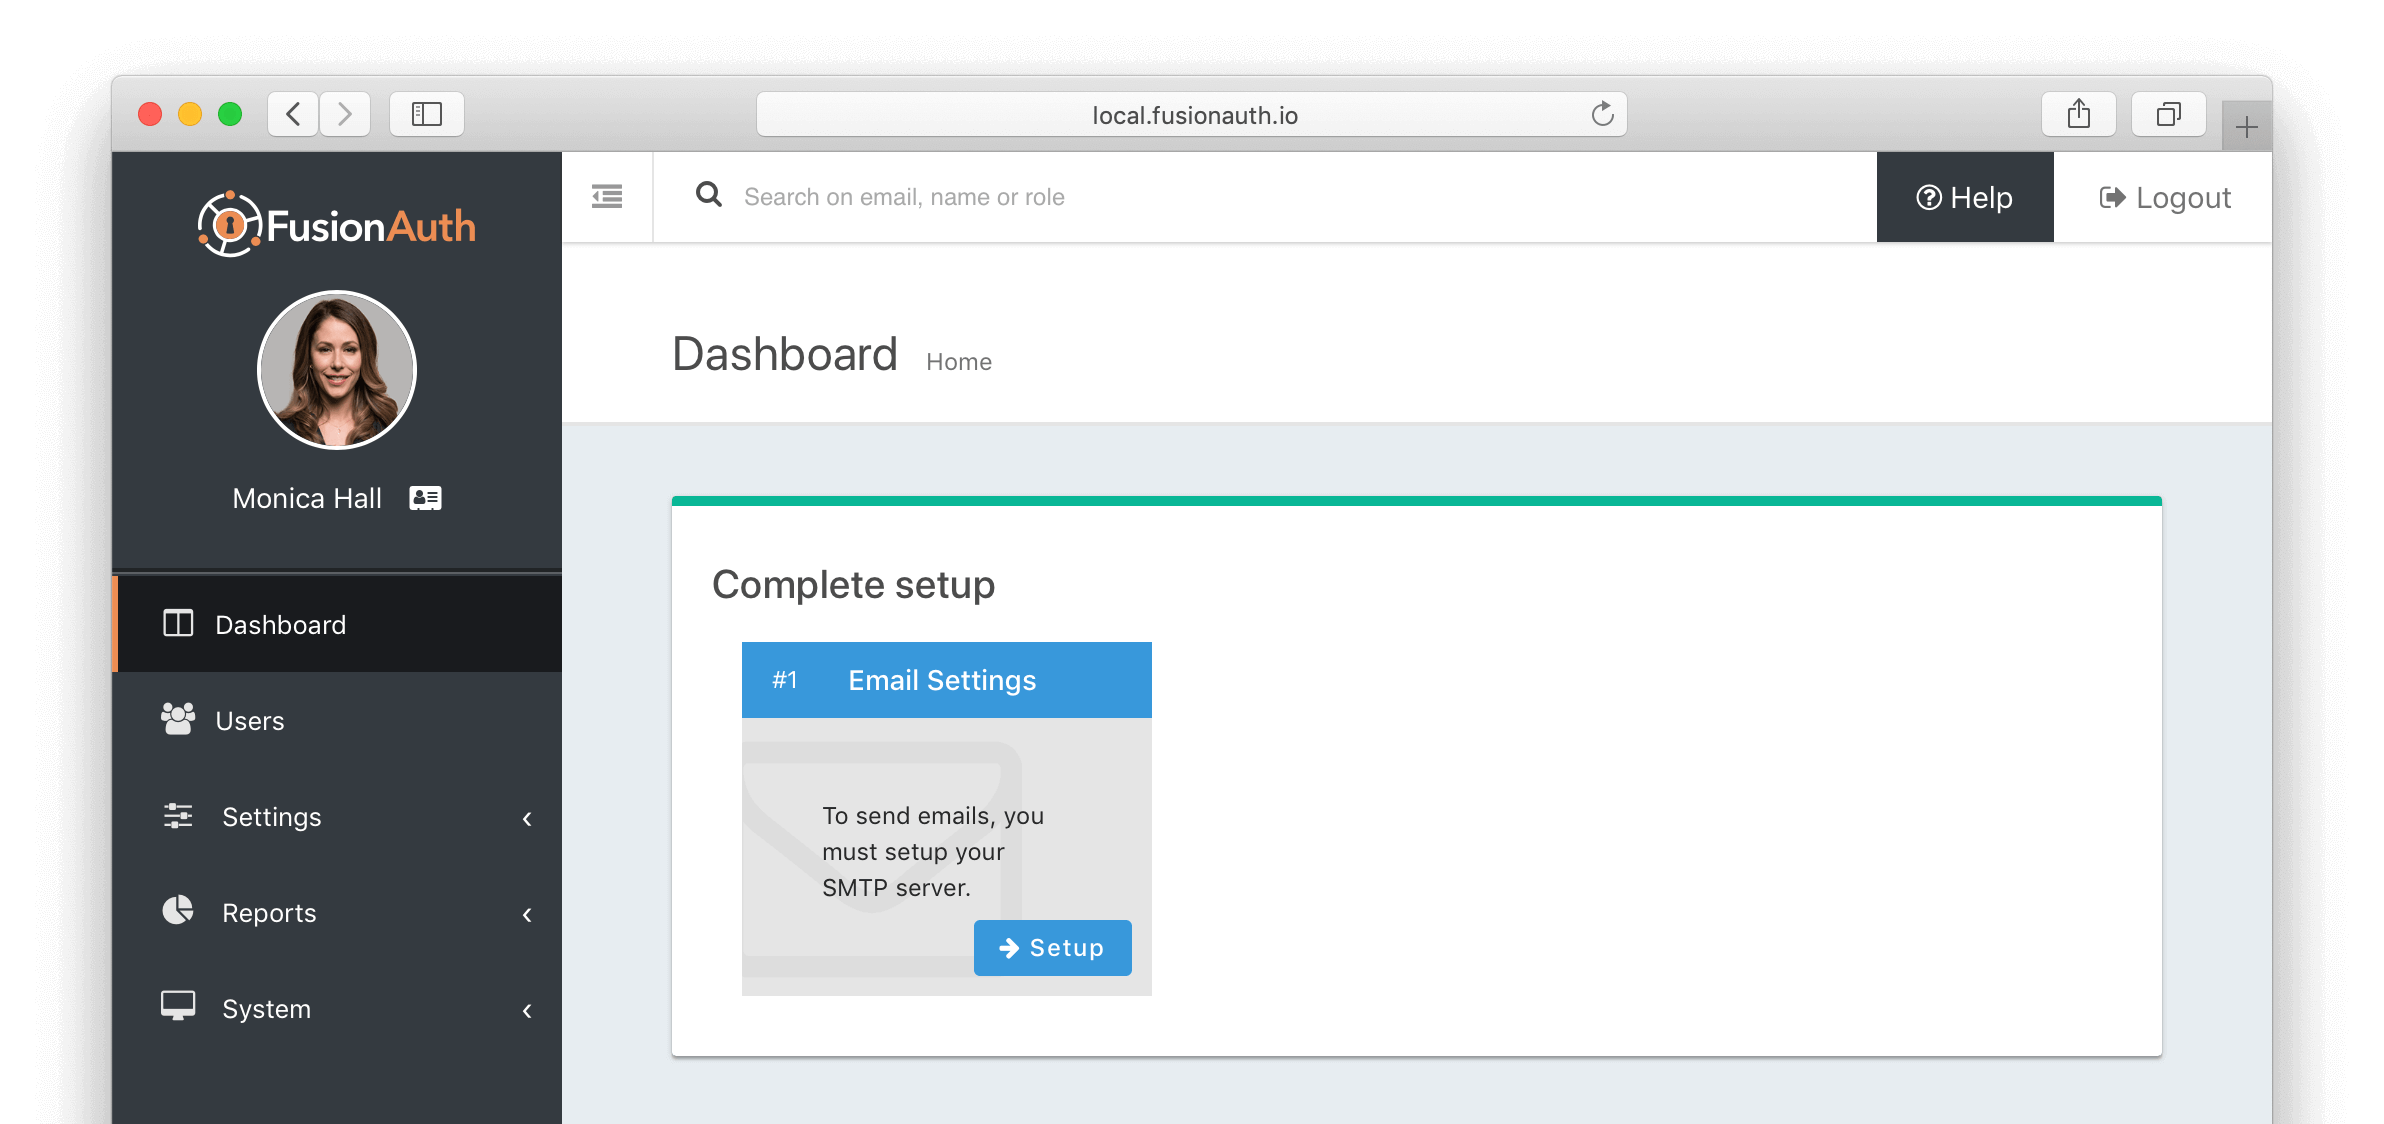 local.fusionauth.io
FusionAuth
Search on email, name or role
Help
Logout
Dashboard Home
Monica Hall
Dashboard
Users
Settings
Reports
System
Complete setup
#1 Email Settings
To send emails, you
must setup your
SMTP server.
Setup